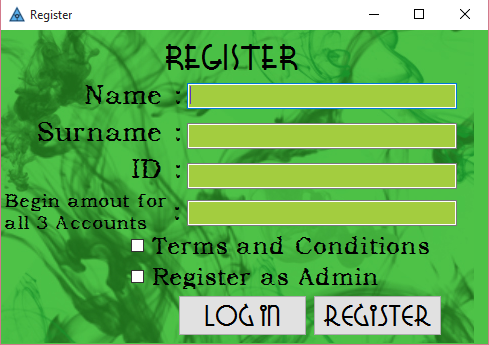 Register
REGISTER
Name :
Surname :
ID :
Begin amout for
all 3 Accounts :
Terms and Conditions
Register as Admin
LOG IN REGISTER